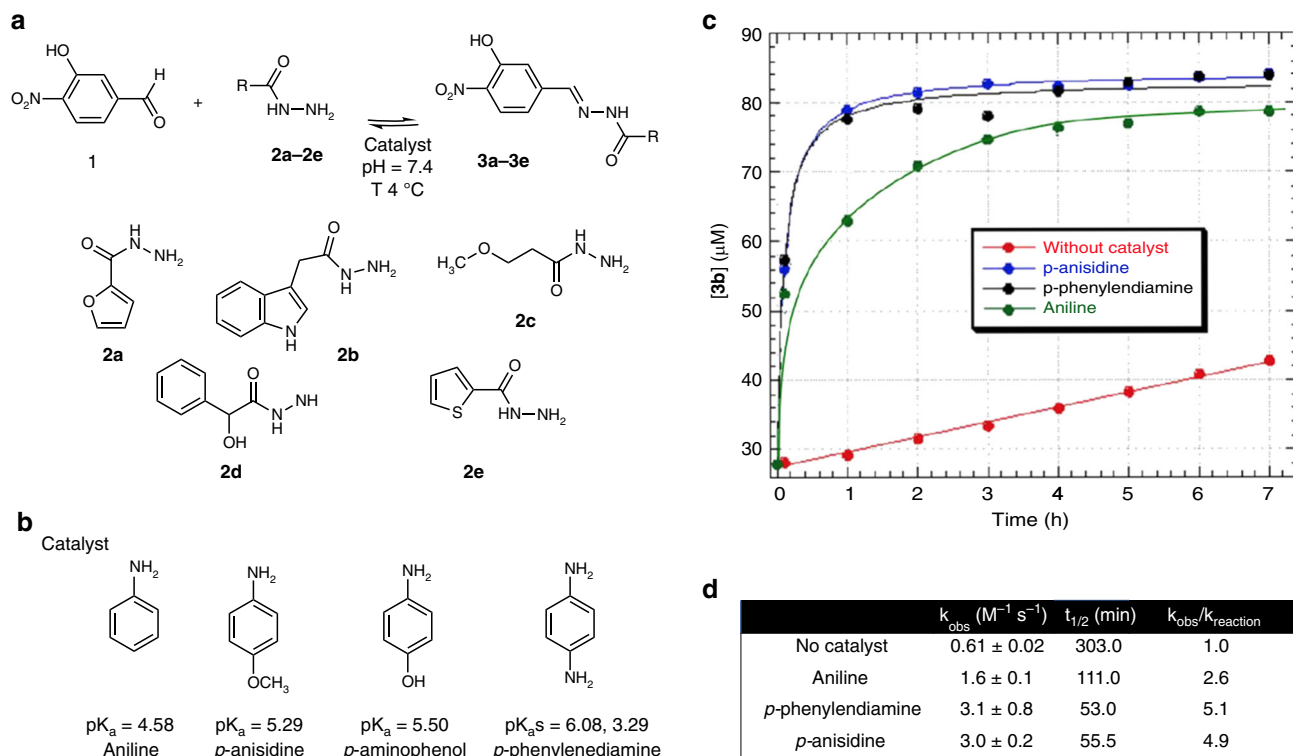 a
HO
O₂N
H
O
1
+
R
O
HN-NH₂
2a–2e
Catalyst
pH = 7.4
T 4 °C
HO
O₂N
N-NH
O
R
3a–3e
O
H
N
NH₂
O
2a
O
HN-NH₂
N
H
2b
H₃C
O
H
N
NH₂
O
2c
O
NH
N
H
OH
2d
S
O
HN-NH₂
2e
b
Catalyst
NH₂
pKa = 4.58
Aniline
NH₂
OCH₃
pKa = 5.29
p-anisidine
NH₂
OH
pKa = 5.50
p-aminophenol
NH₂
NH₂
pKas = 6.08, 3.29
p-phenylenediamine
c
90
80
70
60
50
40
30
[3b] (μM)
Without catalyst
p-anisidine
p-phenylendiamine
Aniline
0 1 2 3 4 5 6 7
Time (h)
d
kobs (M⁻¹ s⁻¹) t1/2 (min) kobs/kreaction
No catalyst 0.61 ± 0.02 303.0 1.0
Aniline 1.6 ± 0.1 111.0 2.6
p-phenylendiamine 3.1 ± 0.8 53.0 5.1
p-anisidine 3.0 ± 0.2 55.5 4.9